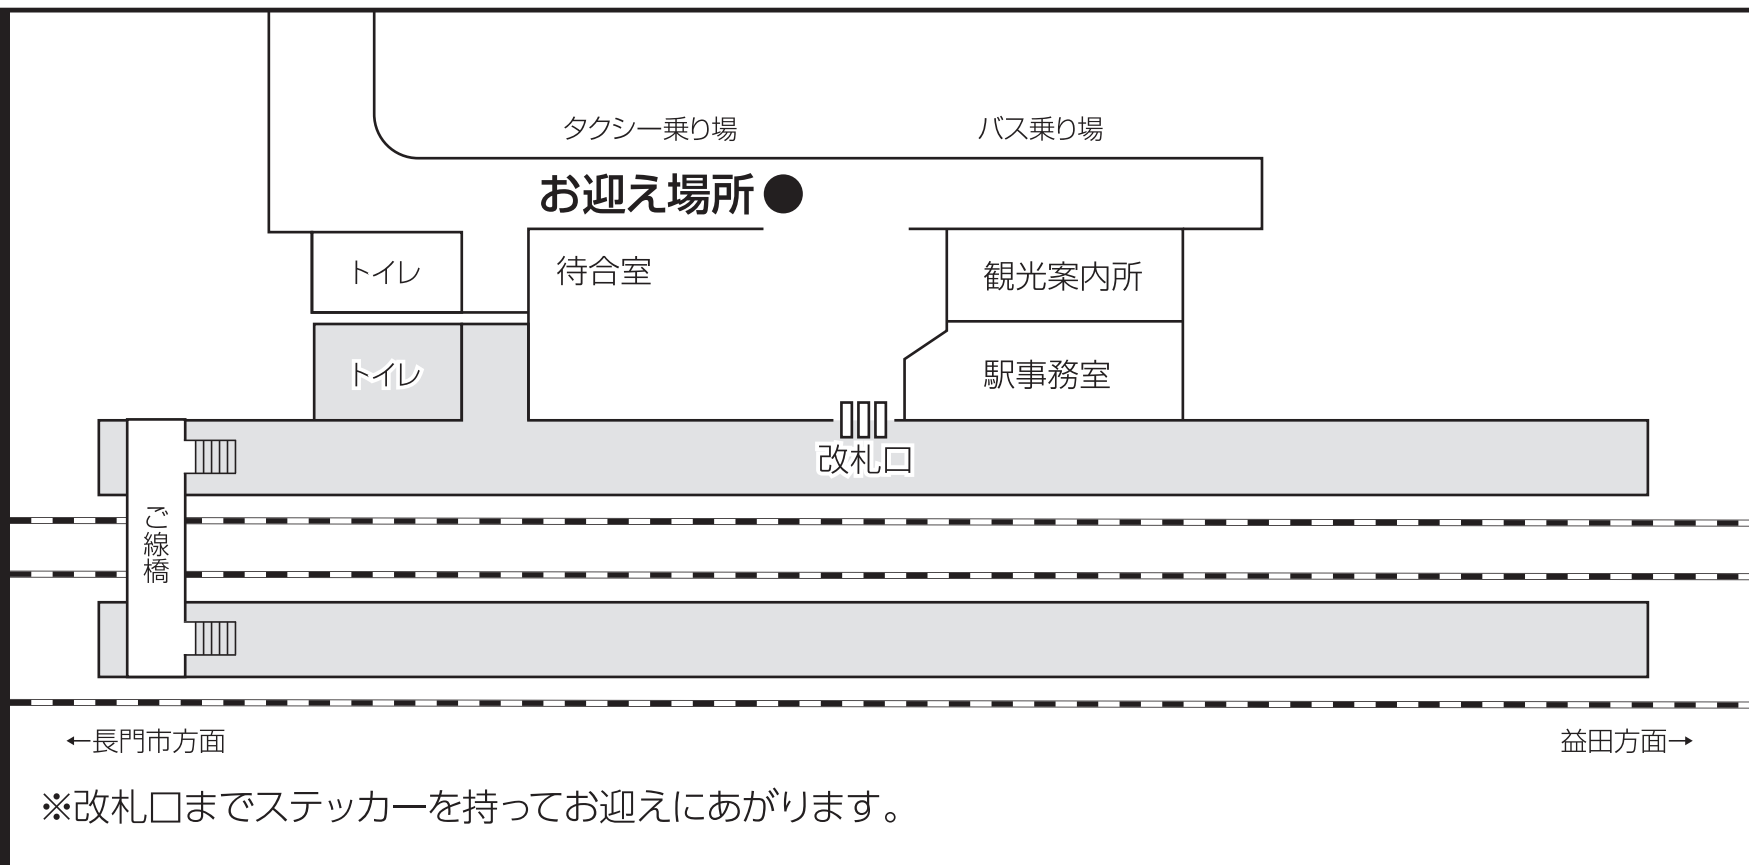 タクシー乗り場
バス乗り場
お迎え場所
トイレ
待合室
観光案内所
トイレ
駅事務室
改札口
ご線橋
←長門市方面
益田方面→
※改札口までステッカーを持ってお迎えにあがります。